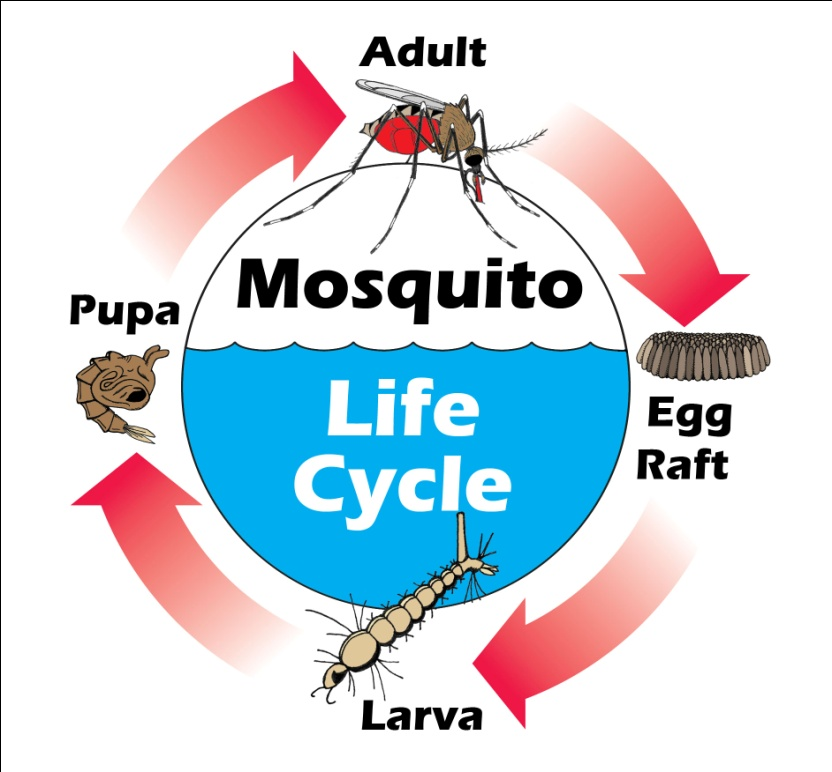 Adult
Mosquito
Pupa
Life
Cycle
Egg
Raft
Larva